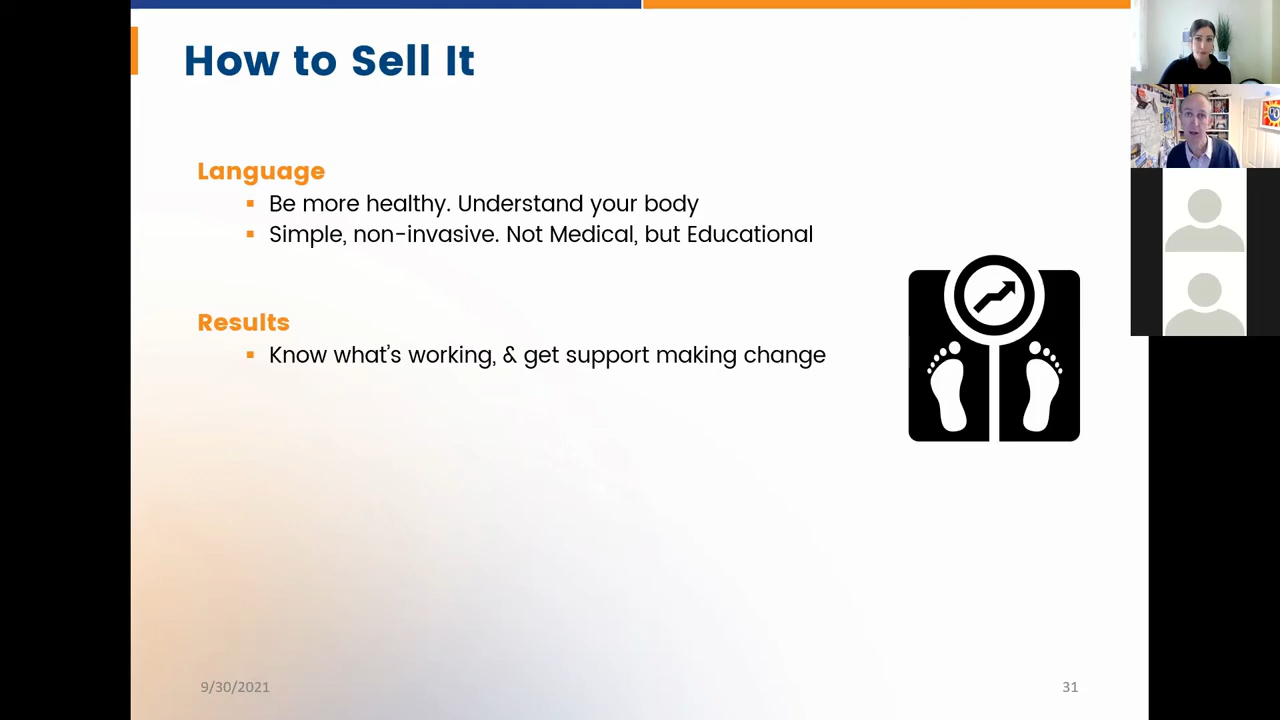 How to Sell It
Language
▪ Be more healthy. Understand your body
▪ Simple, non-invasive. Not Medical, but Educational
Results
▪ Know what's working, & get support making change
9/30/2021
31